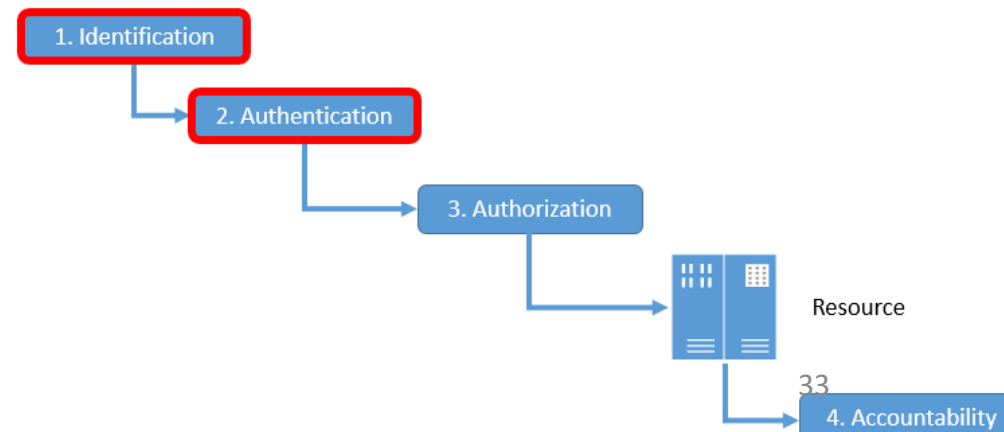 1. Identification
2. Authentication
3. Authorization
Resource
33
4. Accountability